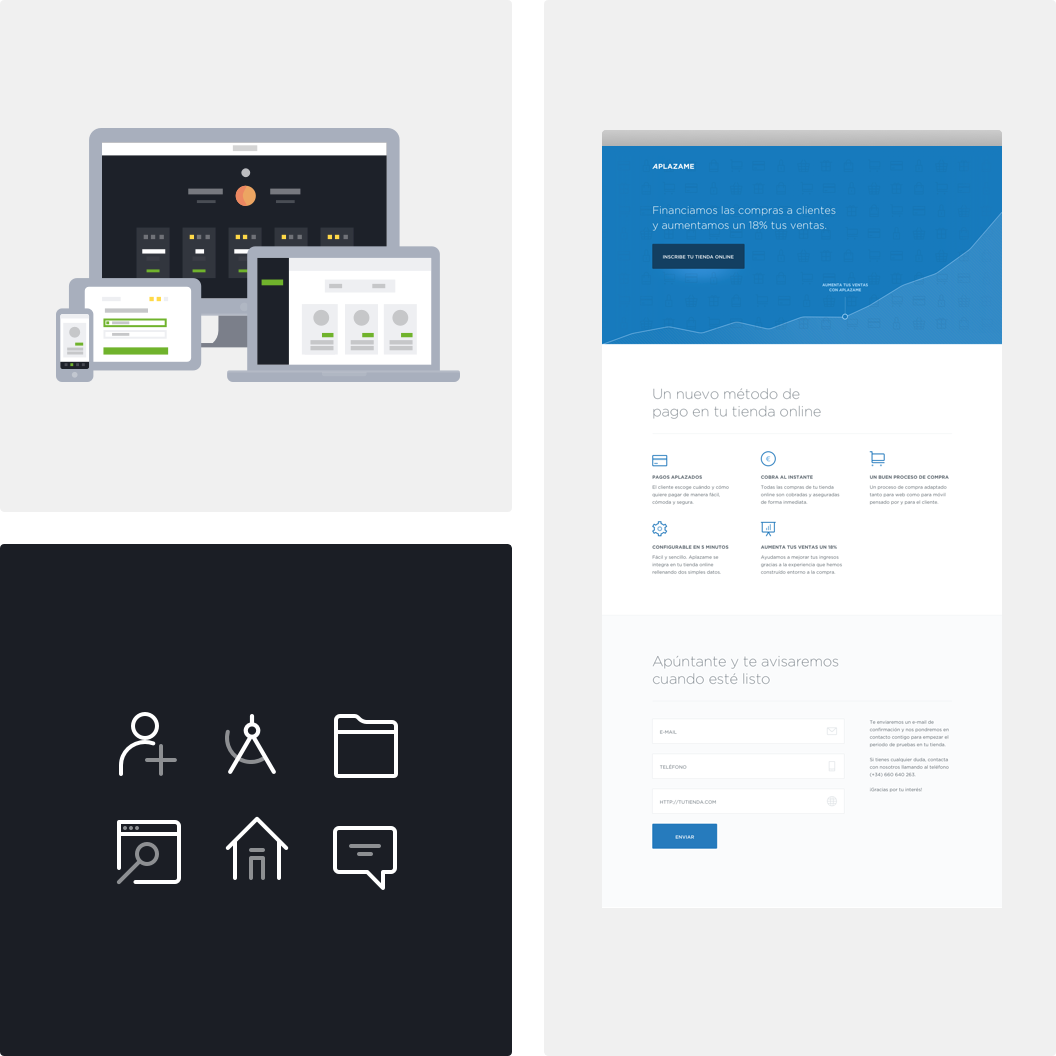 APLAZAME
Financiamos las compras a clientes
y aumentamos un 18% tus ventas.
INSCRIBE TU TIENDA ONLINE
AUMENTA TUS VENTAS
CON APLAZAME
Un nuevo método de
pago en tu tienda online
PAGOS APLAZADOS
El cliente escoge cuándo y cómo
quiere pagar de manera fácil,
cómoda y segura.
COBRA AL INSTANTE
Todas las compras de tu tienda
online son cobradas y aseguradas
de forma inmediata.
UN BUEN PROCESO DE COMPRA
Un proceso de compra adaptado
tanto para web como para móvil
pensado por y para el cliente.
CONFIGURABLE EN 5 MINUTOS
Fácil y sencillo. Aplazame se
integra en tu tienda online
rellenando dos simples datos.
AUMENTA TUS VENTAS UN 18%
Ayudamos a mejorar tus ingresos
gracias a la experiencia que hemos
construido entorno a la compra.
Apúntante y te avisaremos
cuando esté listo
E-MAIL
TELÉFONO
HTTP://TUTIENDA.COM
ENVIAR
Te enviaremos un e-mail de
confirmación y nos pondremos en
contacto contigo para empezar el
periodo de pruebas en tu tienda.
Si tienes cualquier duda, contacta
con nosotros llamando al teléfono
(+34) 660 640 263.
¡Gracias por tu interés!